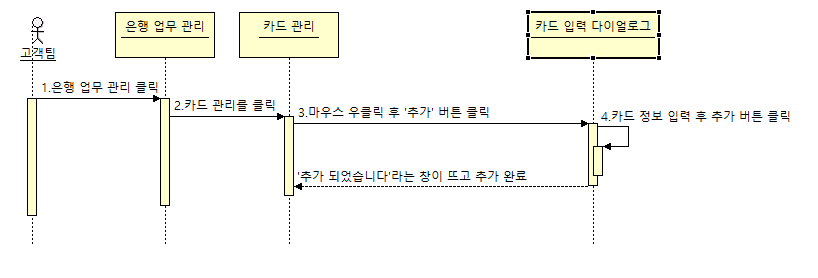 은행 업무 관리
카드 관리
카드 입력 다이얼로그
고객팀
1.은행 업무 관리 클릭
2.카드 관리를 클릭
3.마우스 우클릭 후 '추가' 버튼 클릭
4.카드 정보 입력 후 추가 버튼 클릭
'추가 되었습니다'라는 창이 뜨고 추가 완료